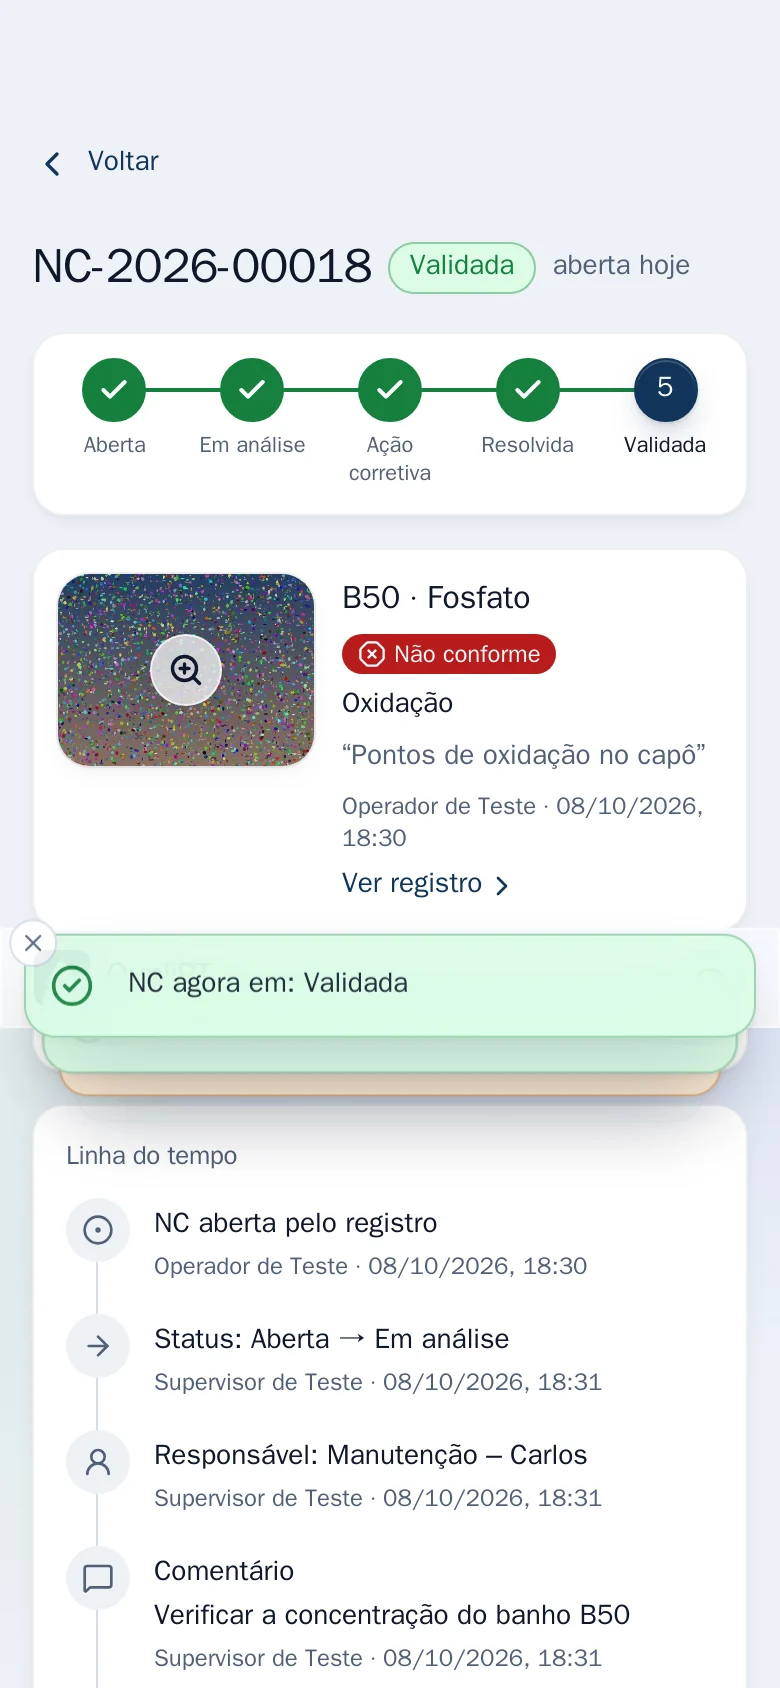 Voltar
NC-2026-00018 Validada aberta hoje
5
Aberta Em análise Ação corretiva Resolvida Validada
B50 · Fosfato
Não conforme
Oxidação
“Pontos de oxidação no capô”
Operador de Teste · 08/10/2026,
18:30
Ver registro
NC agora em: Validada
Linha do tempo
NC aberta pelo registro
Operador de Teste · 08/10/2026, 18:30
Status: Aberta → Em análise
Supervisor de Teste · 08/10/2026, 18:31
Responsável: Manutenção – Carlos
Supervisor de Teste · 08/10/2026, 18:31
Comentário
Verificar a concentração do banho B50
Supervisor de Teste · 08/10/2026, 18:31